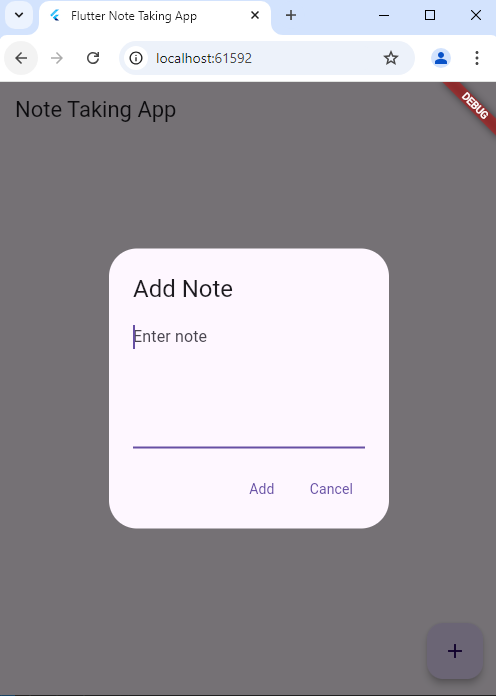 Flutter Note Taking App
localhost:61592
Note Taking App
DEBUG
Add Note
Enter note
Add Cancel